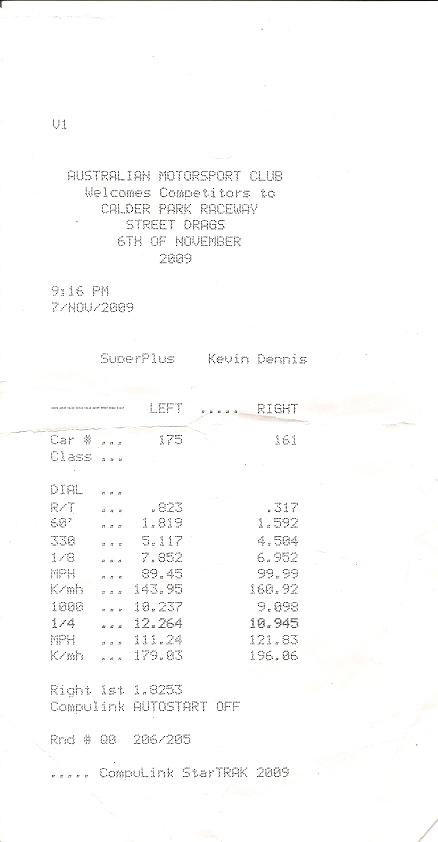 V1
AUSTRALIAN MOTORSPORT CLUB
Welcomes Competitors to
CALDER PARK RACEWAY
STREET DRAGS
6TH OF NOVEMBER
2009
9:16 PM
7/NOV/2009
SuperPlus Kevin Dennis
LEFT ..... RIGHT
Car # ... 175 161
Class ...
DIAL ...
R/T ... .823 .317
60' ... 1.819 1.592
330 ... 5.117 4.504
1/8 ... 7.852 6.952
MPH ... 89.45 99.99
K/mh ... 143.95 160.92
1000 ... 10.237 9.098
1/4 ... 12.264 10.945
MPH ... 111.24 121.83
K/mh ... 179.03 196.06
Right 1st 1.8253
Compulink AUTOSTART OFF
Rnd # Q0 206/205
..... CompuLink StarTRAK 2009